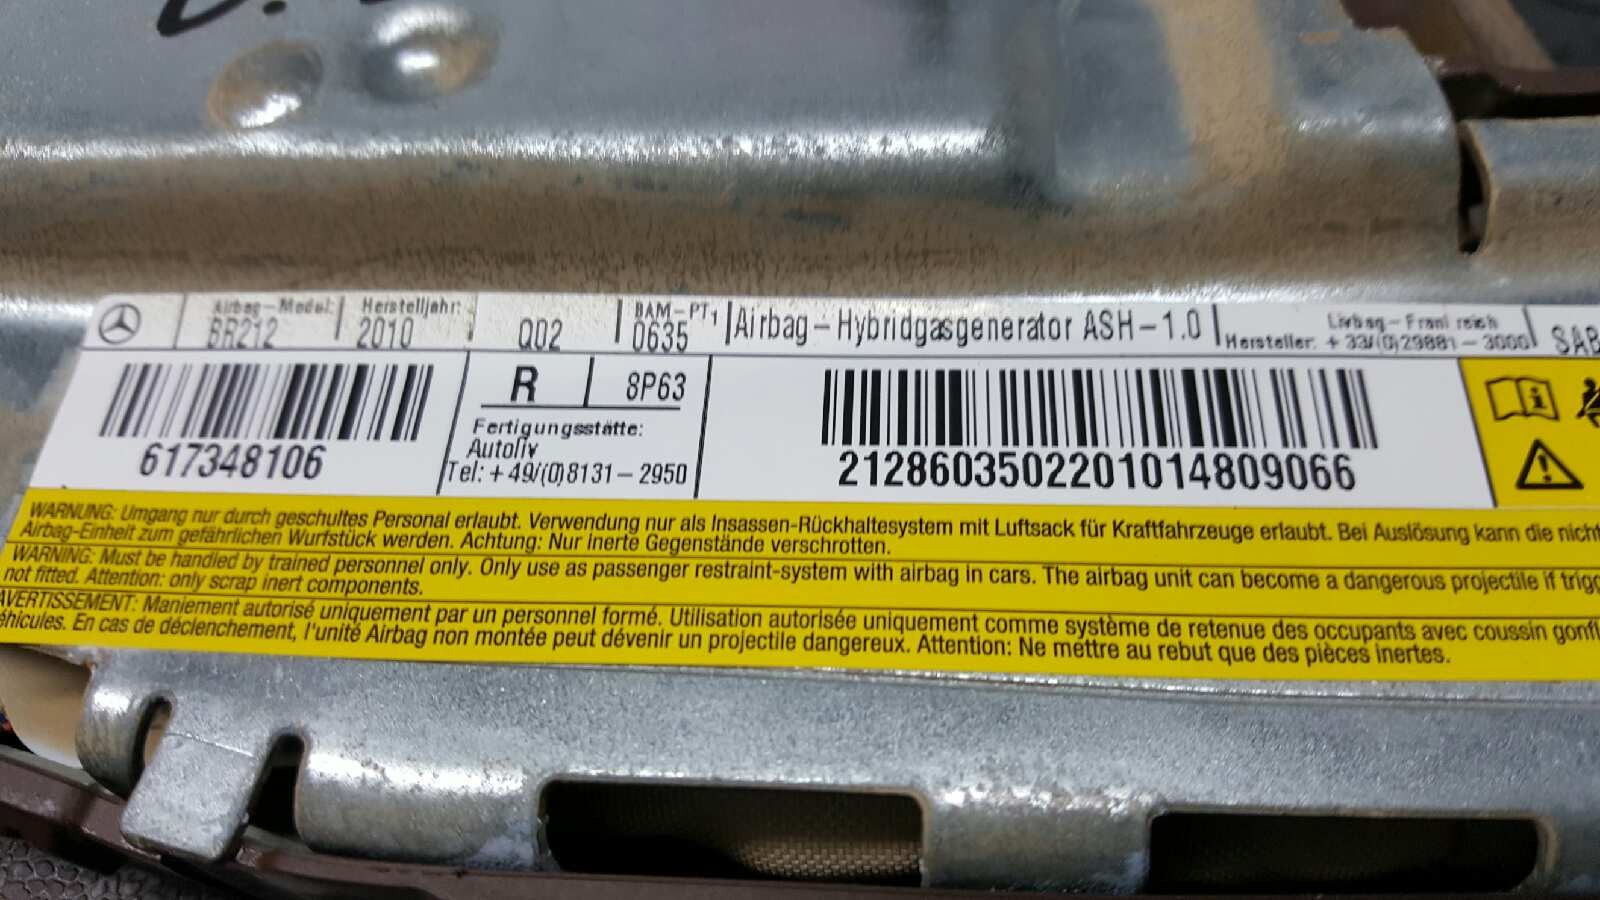 Airbag-Model: Herstelljahr: BAM-PT1 Airbag-Hybridgasgenerator ASH-1.0
BR212 2010 Q02 0635 Hersteller: +33/(0)29881-3000 SAB
R 8P63
Fertigungsstätte:
Autoliv
Tel: +49/(0)8131-2950
617348106
2128603502201014809066
WARNUNG: Umgang nur durch geschultes Personal erlaubt. Verwendung nur als Insassen-Rückhaltesystem mit Luftsack für Kraftfahrzeuge erlaubt. Bei Auslösung kann die nicht
Airbag-Einheit zum gefährlichen Wurfstück werden. Achtung: Nur inerte Gegenstände verschrotten.
WARNING: Must be handled by trained personnel only. Only use as passenger restraint-system with airbag in cars. The airbag unit can become a dangerous projectile if trigg
not fitted. Attention: only scrap inert components.
AVERTISSEMENT: Maniement autorisé uniquement par un personnel formé. Utilisation autorisée uniquement comme système de retenue des occupants avec coussin gonfl
éhicules. En cas de déclenchement, l'unité Airbag non montée peut dévenir un projectile dangereux. Attention: Ne mettre au rebut que des pièces inertes.